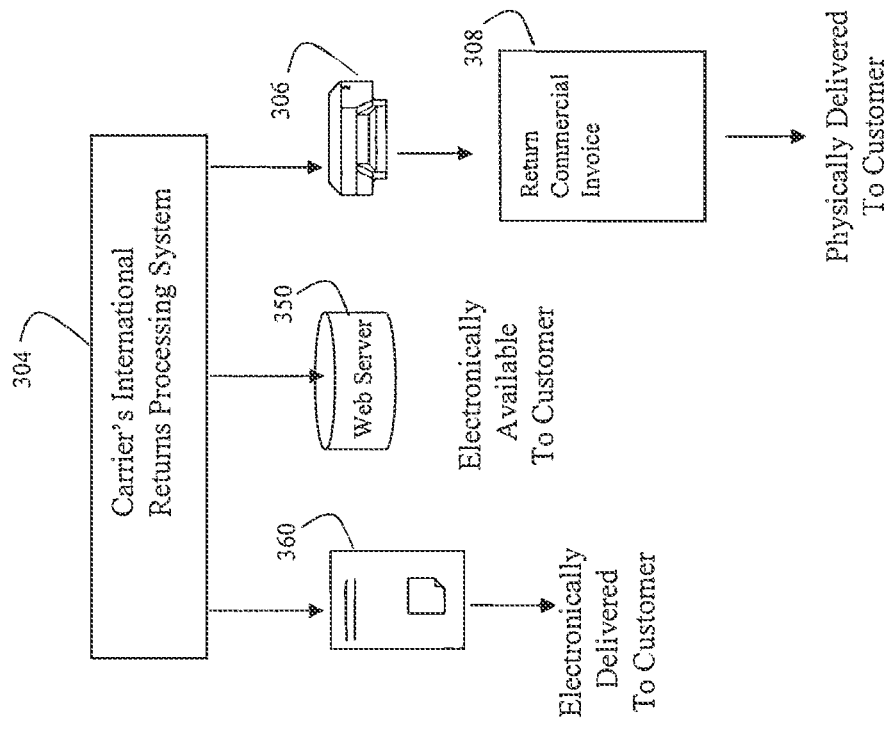 304
Carrier's International
Returns Processing System
360
350
306
Web Server
308
Return
Commercial
Invoice
Electronically
Delivered
To Customer
Electronically
Available
To Customer
Physically Delivered
To Customer